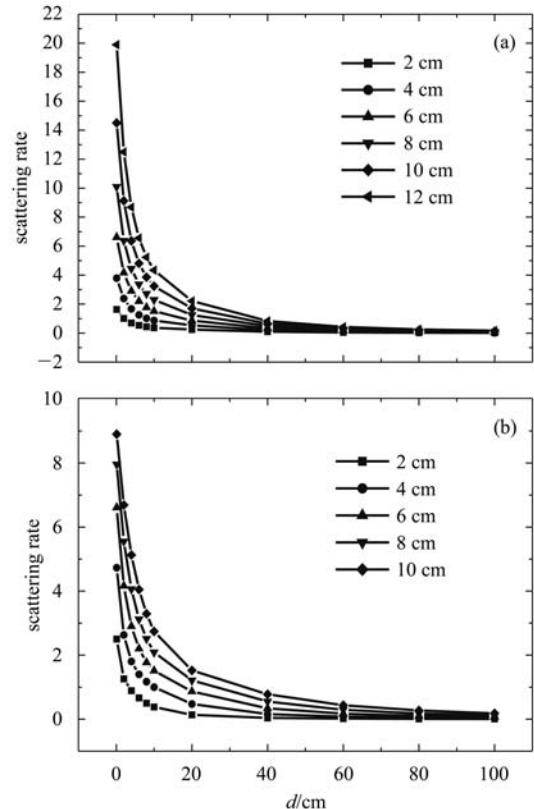 22
20
18
16
14
12
10
8
6
4
2
0
−2
scattering rate
(a)
2 cm
4 cm
6 cm
8 cm
10 cm
12 cm
10
8
6
4
2
0
scattering rate
(b)
2 cm
4 cm
6 cm
8 cm
10 cm
0 20 40 60 80 100
d/cm